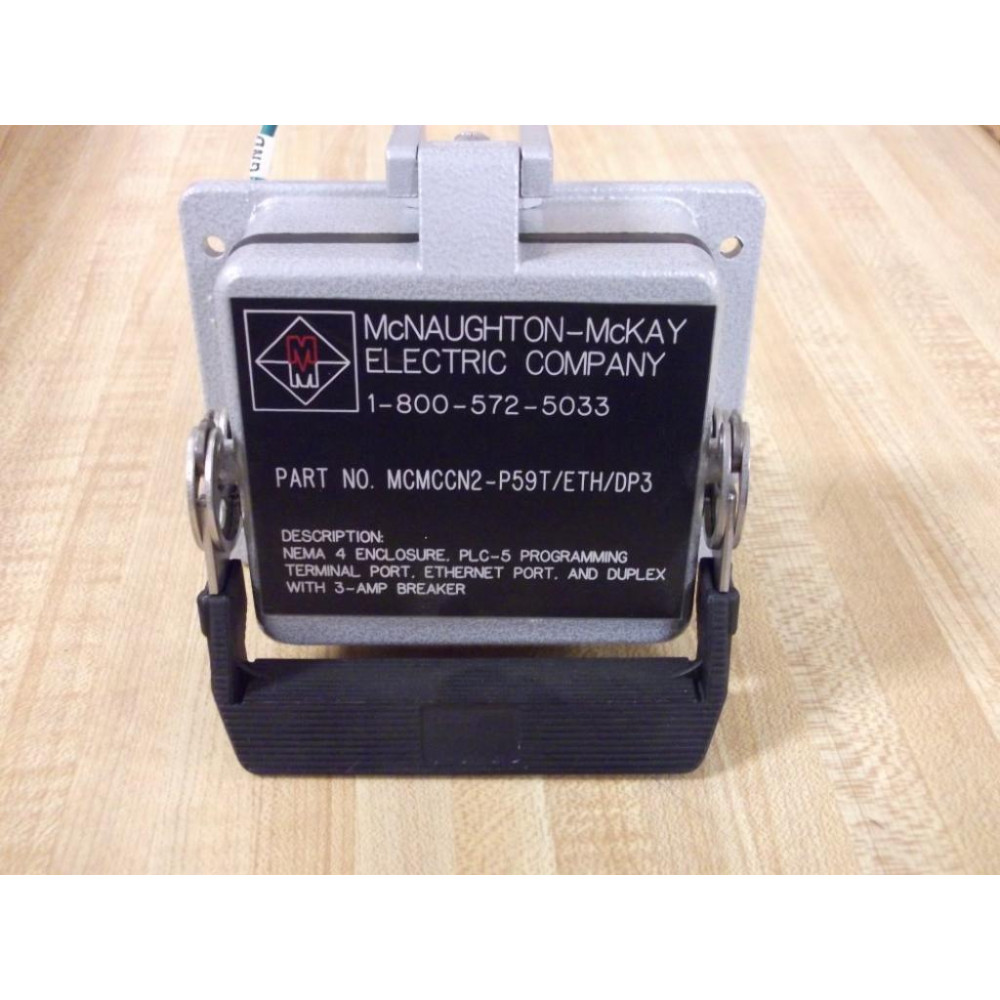 GND
M
M
McNAUGHTON-McKAY
ELECTRIC COMPANY
1-800-572-5033
PART NO. MCMCCN2-P59T/ETH/DP3
DESCRIPTION:
NEMA 4 ENCLOSURE, PLC-5 PROGRAMMING
TERMINAL PORT, ETHERNET PORT, AND DUPLEX
WITH 3-AMP BREAKER